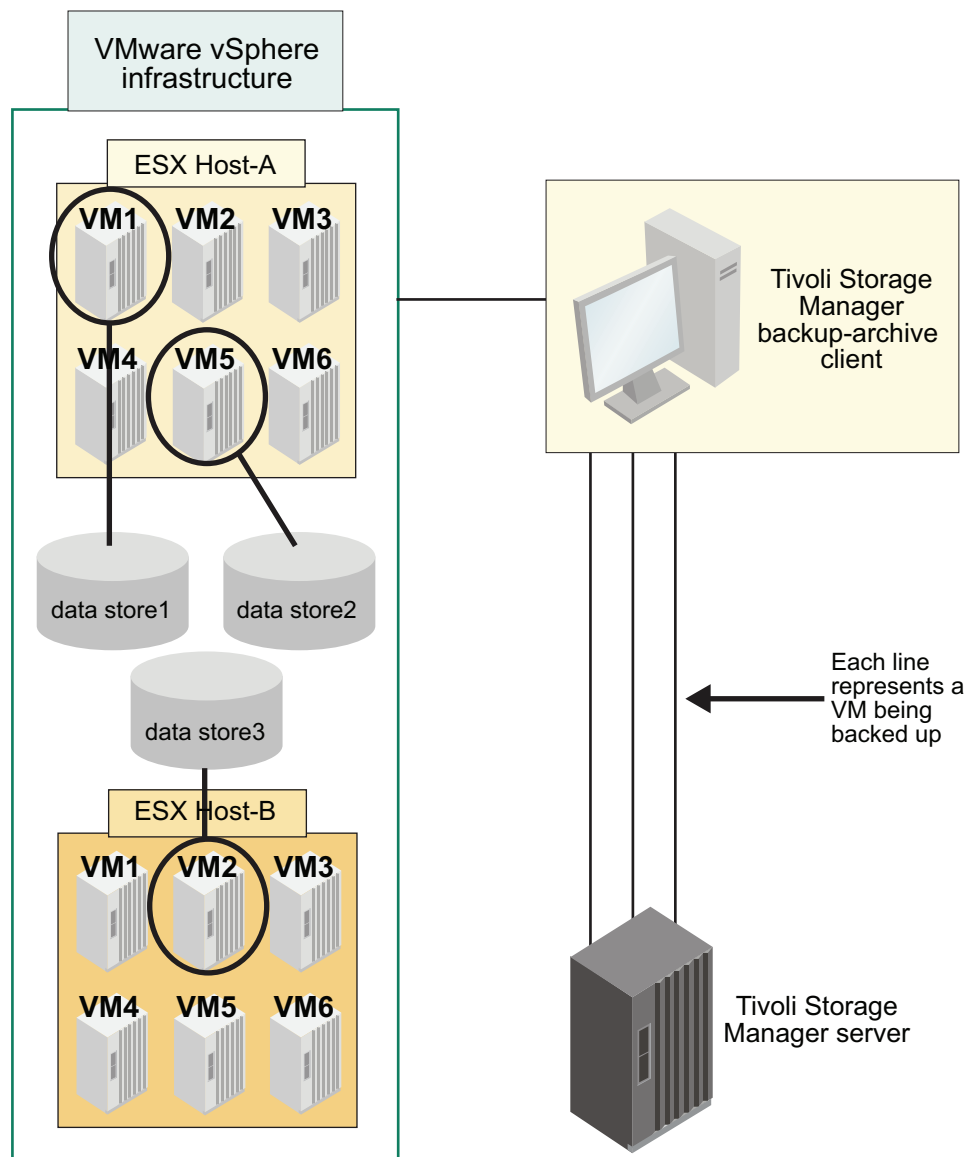 VMware vSphere
infrastructure
ESX Host-A
VM1 VM2 VM3
VM4 VM5 VM6
data store1 data store2
data store3
ESX Host-B
VM1 VM2 VM3
VM4 VM5 VM6
Tivoli Storage
Manager
backup-archive
client
Each line
represents a
VM being
backed up
Tivoli Storage
Manager server